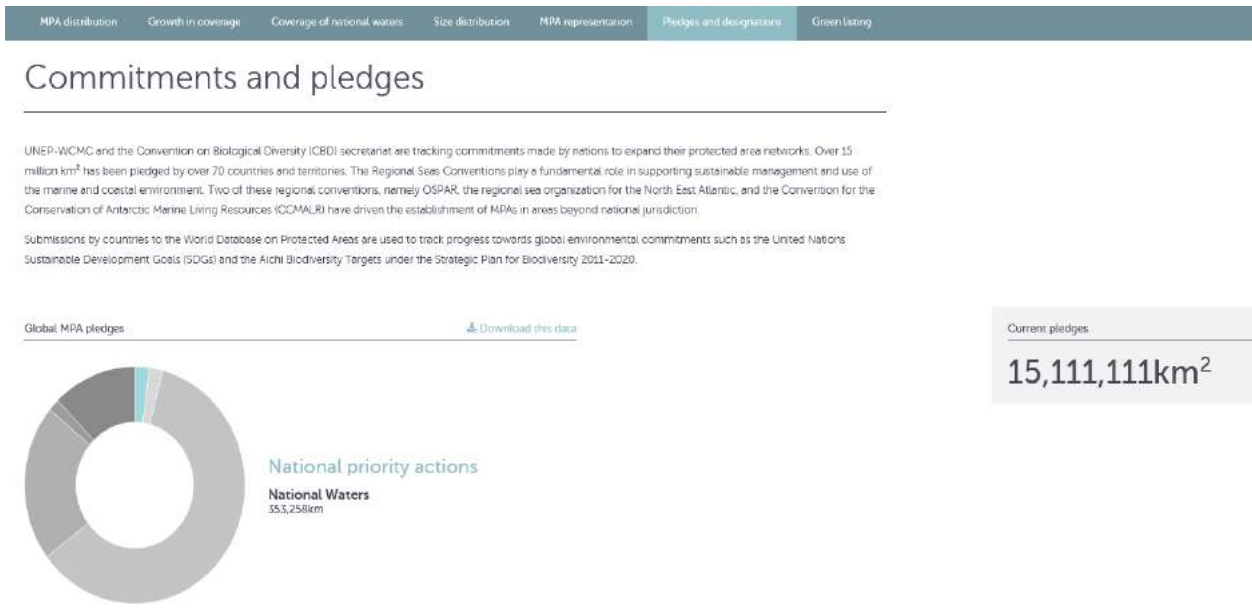 MPA distribution Growth in coverage Coverage of national waters Size distribution MPA representation Pledges and designations Green listing
Commitments and pledges
UNEP-WCMC and the Convention on Biological Diversity (CBD) secretariat are tracking commitments made by nations to expand their protected area networks. Over 15
million km² has been pledged by over 70 countries and territories. The Regional Seas Conventions play a fundamental role in supporting sustainable management and use of
the marine and coastal environment. Two of these regional conventions, namely OSPAR, the regional sea organization for the North East Atlantic, and the Convention for the
Conservation of Antarctic Marine Living Resources (CCMALR) have driven the establishment of MPAs in areas beyond national jurisdiction.
Submissions by countries to the World Database on Protected Areas are used to track progress towards global environmental commitments such as the United Nations
Sustainable Development Goals (SDGs) and the Aichi Biodiversity Targets under the Strategic Plan for Biodiversity 2011-2020.
Global MPA pledges Download this data
Current pledges
15,111,111km²
National priority actions
National Waters
353,258km